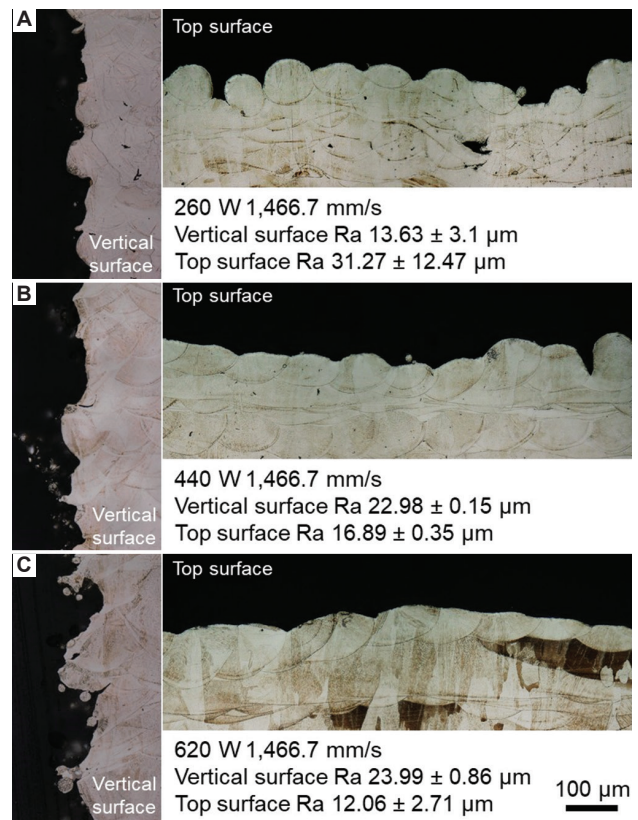 A
Top surface
Vertical
surface
260 W 1,466.7 mm/s
Vertical surface Ra 13.63 ± 3.1 μm
Top surface Ra 31.27 ± 12.47 μm
B
Top surface
Vertical
surface
440 W 1,466.7 mm/s
Vertical surface Ra 22.98 ± 0.15 μm
Top surface Ra 16.89 ± 0.35 μm
C
Top surface
Vertical
surface
620 W 1,466.7 mm/s
Vertical surface Ra 23.99 ± 0.86 μm
Top surface Ra 12.06 ± 2.71 μm
100 μm